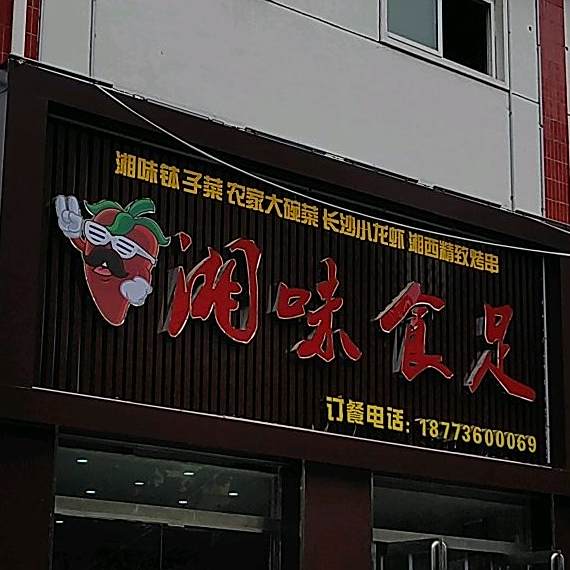 湘味钵子菜 农家大碗菜 长沙小龙虾 湘西精致烤串
湘味食足
订餐电话: 18773600069